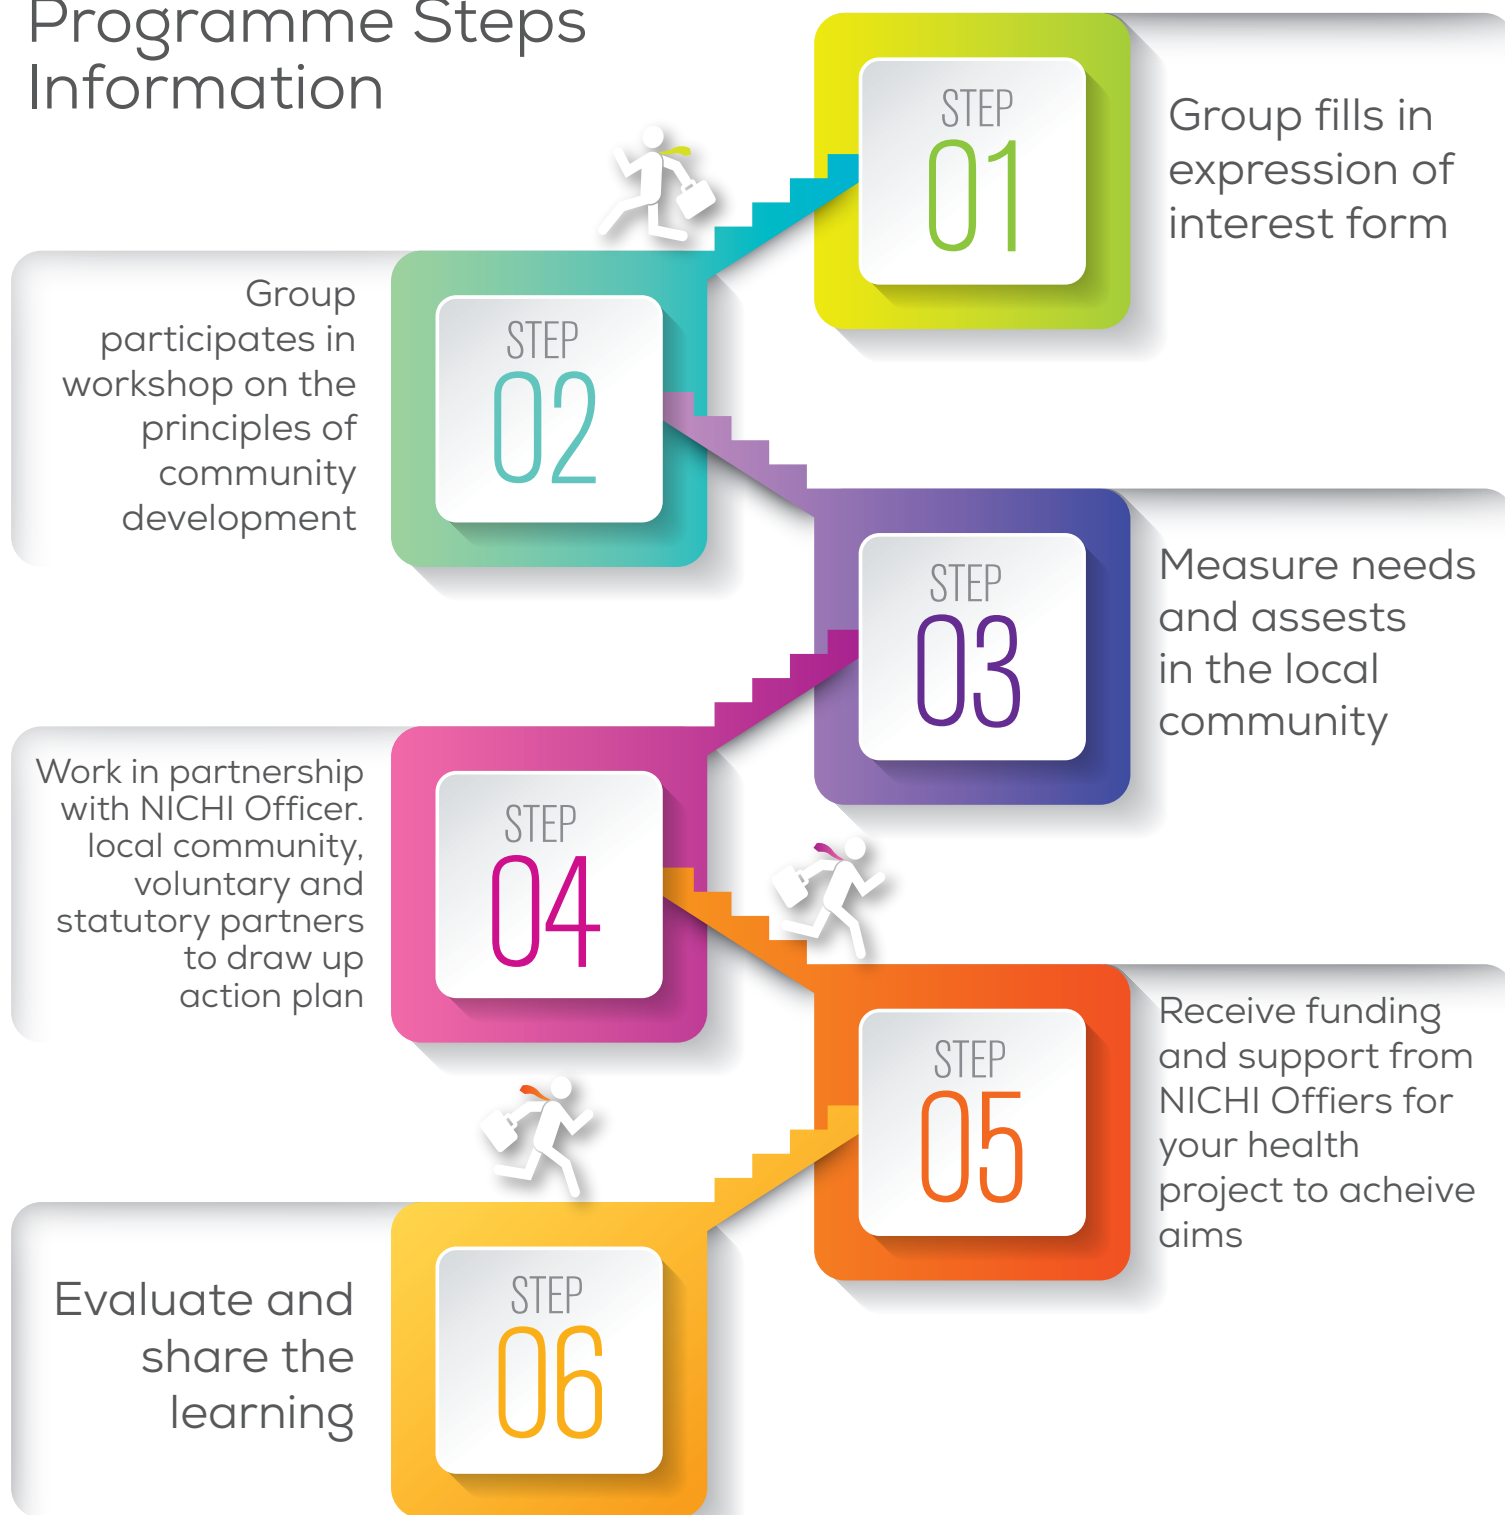 Programme Steps
Information
STEP
01
Group fills in
expression of
interest form
STEP
02
Group
participates in
workshop on the
principles of
community
development
STEP
03
Measure needs
and assests
in the local
community
STEP
04
Work in partnership
with NICHI Officer.
local community,
voluntary and
statutory partners
to draw up
action plan
STEP
05
Receive funding
and support from
NICHI Offiers for
your health
project to acheive
aims
STEP
06
Evaluate and
share the
learning